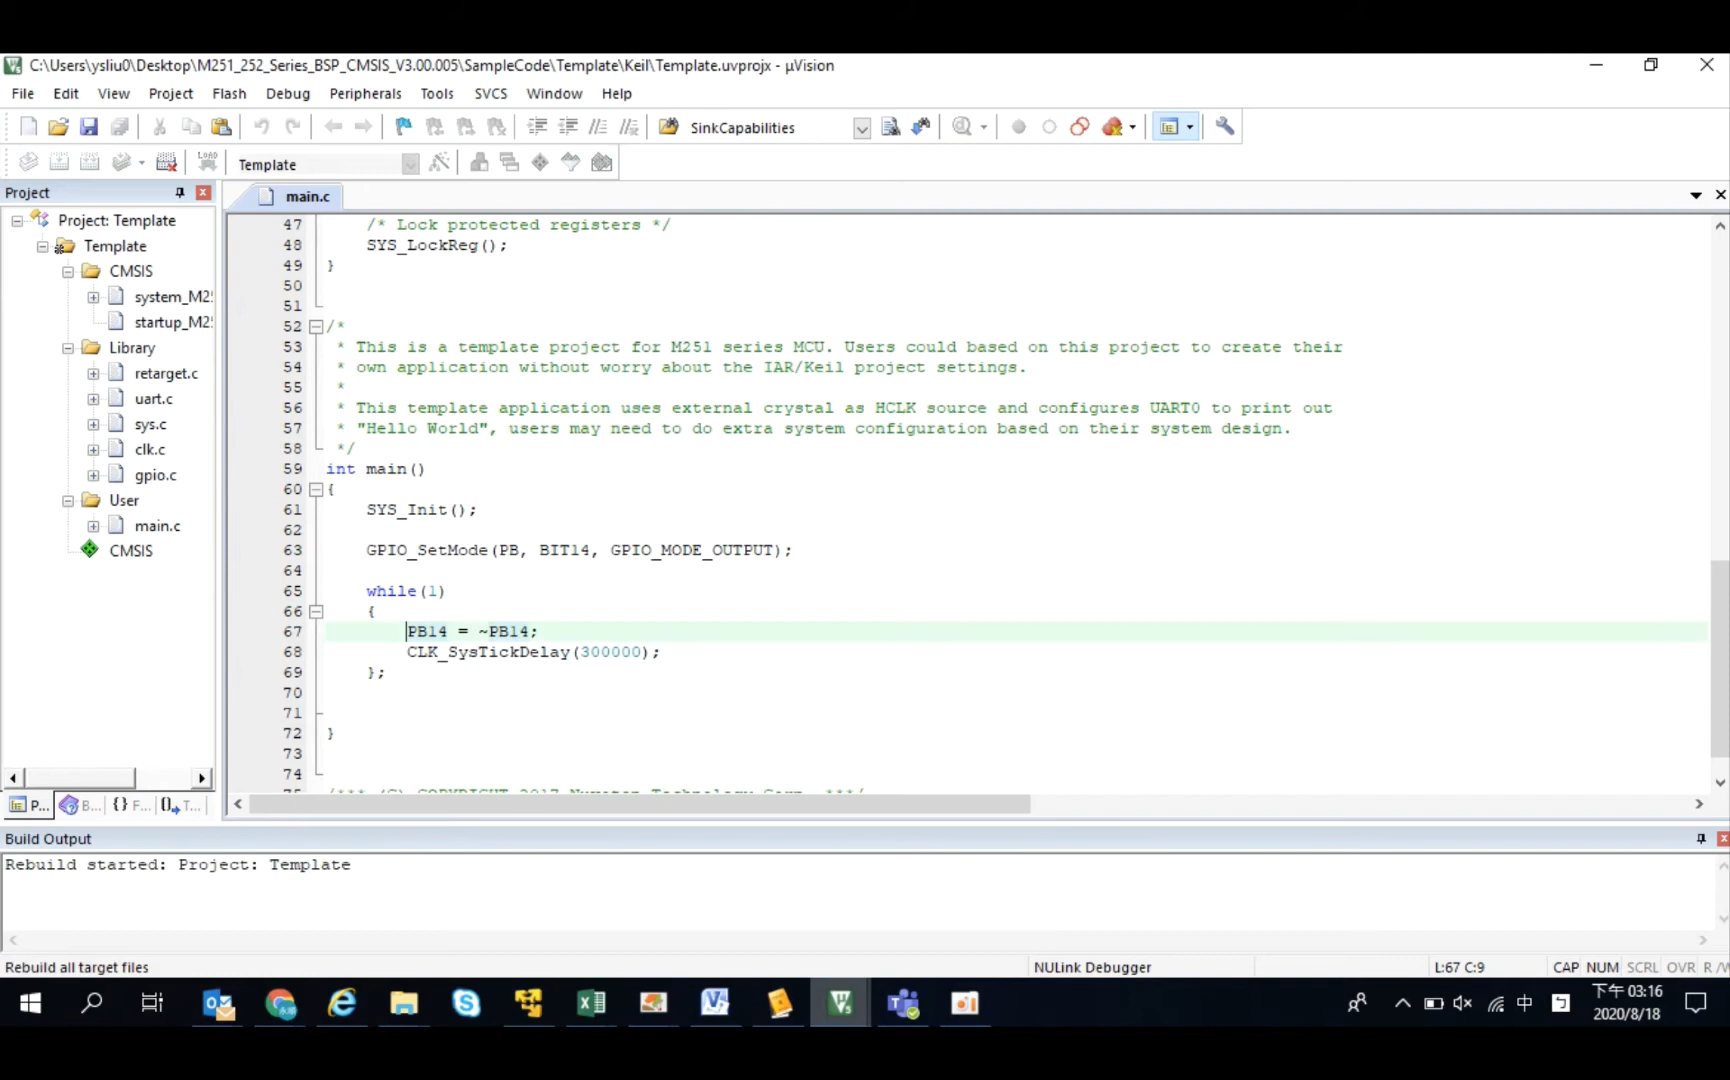 C:\Users\ysliu0\Desktop\M251_252_Series_BSP_CMSIS_V3.00.005\SampleCode\Template\Keil\Template.uvprojx - µVision
File Edit View Project Flash Debug Peripherals Tools SVCS Window Help
SinkCapabilities
LOAD Template
Project
main.c
Project: Template
Template
CMSIS
system_M25
startup_M25
Library
retarget.c
uart.c
sys.c
clk.c
gpio.c
User
main.c
CMSIS
P... B... {} F... T...
47 /* Lock protected registers */
48 SYS_LockReg();
49 }
50
51
52 /*
53 * This is a template project for M251 series MCU. Users could based on this project to create their
54 * own application without worry about the IAR/Keil project settings.
55 *
56 * This template application uses external crystal as HCLK source and configures UART0 to print out
57 * "Hello World", users may need to do extra system configuration based on their system design.
58 */
59 int main()
60 {
61 SYS_Init();
62
63 GPIO_SetMode(PB, BIT14, GPIO_MODE_OUTPUT);
64
65 while(1)
66 {
67 PB14 = ~PB14;
68 CLK_SysTickDelay(300000);
69 };
70
71
72 }
73
74
Build Output
Rebuild started: Project: Template
Rebuild all target files
NULink Debugger
L:67 C:9
CAP NUM SCRL OVR R/W
中
下午 03:16
2020/8/18